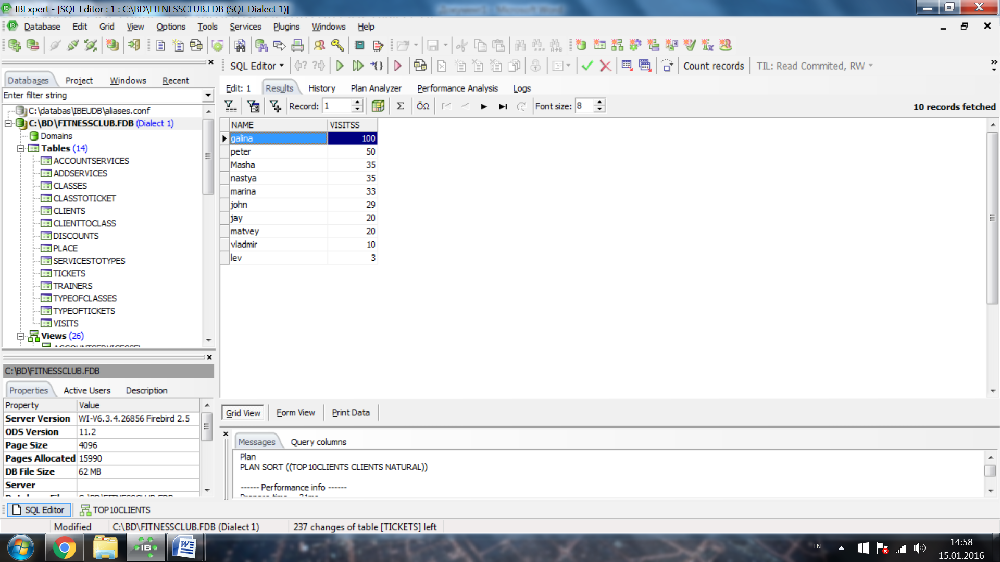 IBExpert - [SQL Editor : 1 : C:\BD\FITNESSCLUB.FDB (SQL Dialect 1)]
Database Edit Grid View Options Tools Services Plugins Windows Help
SQL Editor Count records TIL: Read Commited, RW
Databases Project Windows Recent
Enter filter string
C:\databas\IBEUDB\aliases.conf
C:\BD\FITNESSCLUB.FDB (Dialect 1)
Domains
Tables (14)
ACCOUNTSERVICES
ADDSERVICES
CLASSES
CLASSTOTICKET
CLIENTS
CLIENTTOCLASS
DISCOUNTS
PLACE
SERVICESTOTYPES
TICKETS
TRAINERS
TYPEOFCLASSES
TYPEOFTICKETS
VISITS
Views (26)
C:\BD\FITNESSCLUB.FDB
Properties Active Users Description
Property Value
Server Version WI-V6.3.4.26856 Firebird 2.5
ODS Version 11.2
Page Size 4096
Pages Allocated 15990
DB File Size 62 MB
Server
Edit: 1 Results History Plan Analyzer Performance Analysis Logs
Record: 1 Σ ÖΩ Font size: 8 10 records fetched
NAME VISITSS
galina 100
peter 50
Masha 35
nastya 35
marina 33
john 29
jay 20
matvey 20
vladmir 10
lev 3
Grid View Form View Print Data
Messages Query columns
Plan
PLAN SORT ((TOP10CLIENTS CLIENTS NATURAL))
------ Performance info ------
SQL Editor TOP10CLIENTS
Modified C:\BD\FITNESSCLUB.FDB (Dialect 1) 237 changes of table [TICKETS] left
EN 14:58
15.01.2016